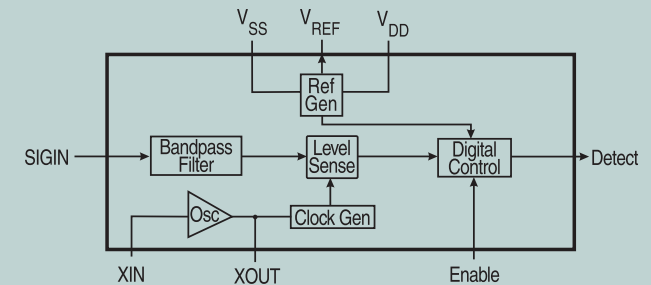 VSS VREF VDD
Ref
Gen
SIGIN
Bandpass
Filter
Level
Sense
Digital
Control
Detect
Osc
Clock Gen
XIN
XOUT
Enable